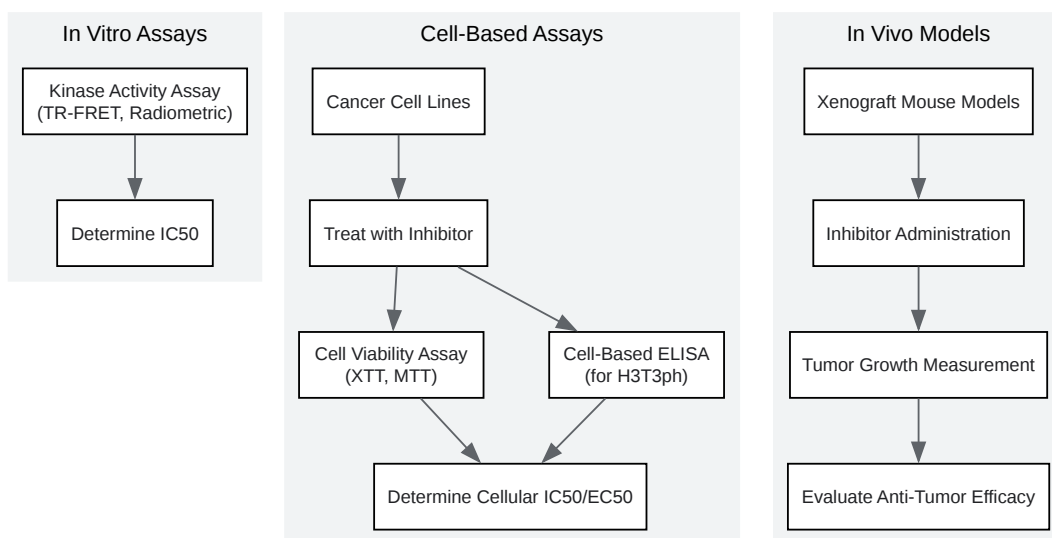 In Vitro Assays
Kinase Activity Assay
(TR-FRET, Radiometric)
Determine IC50
Cell-Based Assays
Cancer Cell Lines
Treat with Inhibitor
Cell Viability Assay
(XTT, MTT)
Cell-Based ELISA
(for H3T3ph)
Determine Cellular IC50/EC50
In Vivo Models
Xenograft Mouse Models
Inhibitor Administration
Tumor Growth Measurement
Evaluate Anti-Tumor Efficacy